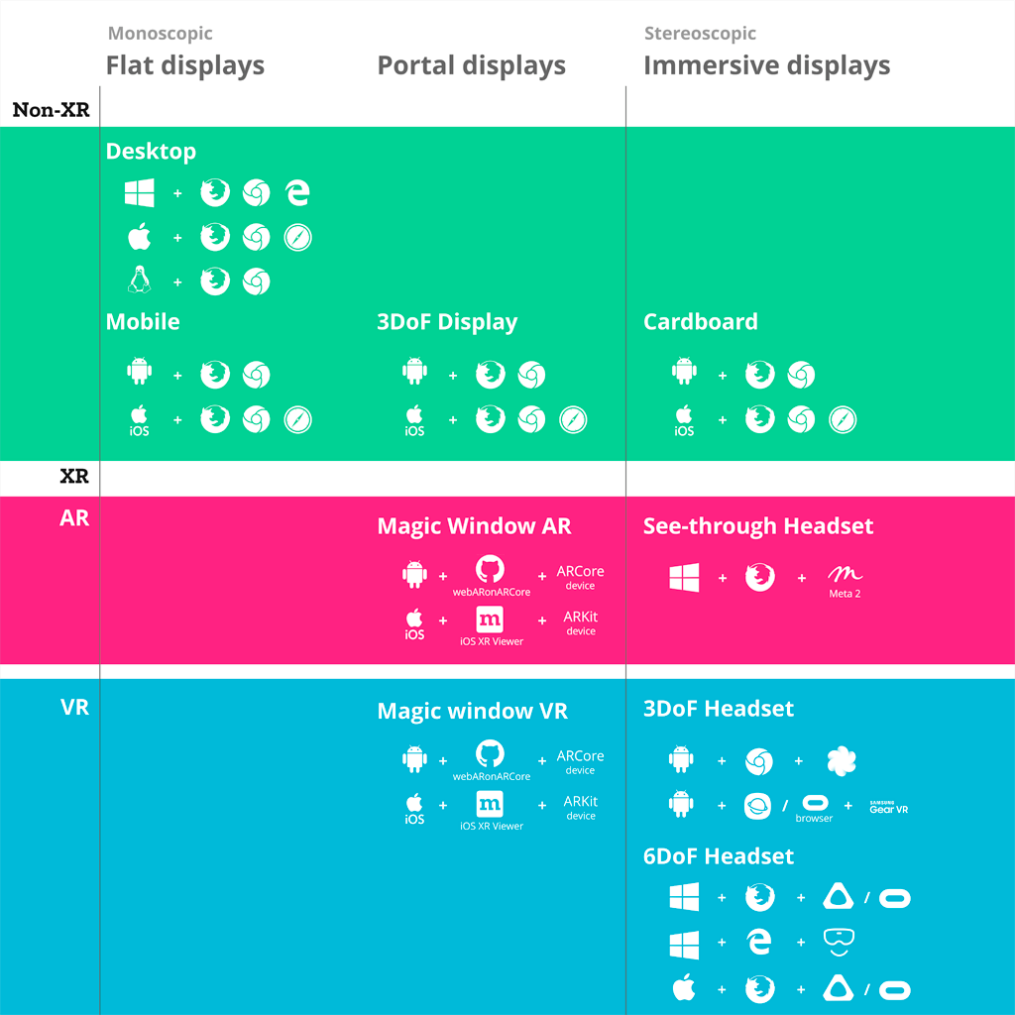 Monoscopic
Flat displays
Portal displays
Stereoscopic
Immersive displays
Non-XR
Desktop
+
+
+
Mobile
3DoF Display
Cardboard
+ + +
iOS + iOS + iOS +
XR
AR
Magic Window AR
See-through Headset
+ webARonARCore + ARCore device
iOS + m iOS XR Viewer + ARKit device
+ + Meta 2
VR
Magic window VR
+ webARonARCore + ARCore device
iOS + m iOS XR Viewer + ARKit device
3DoF Headset
+ +
+ / browser + SAMSUNG Gear VR
6DoF Headset
+ + /
+ +
+ + /